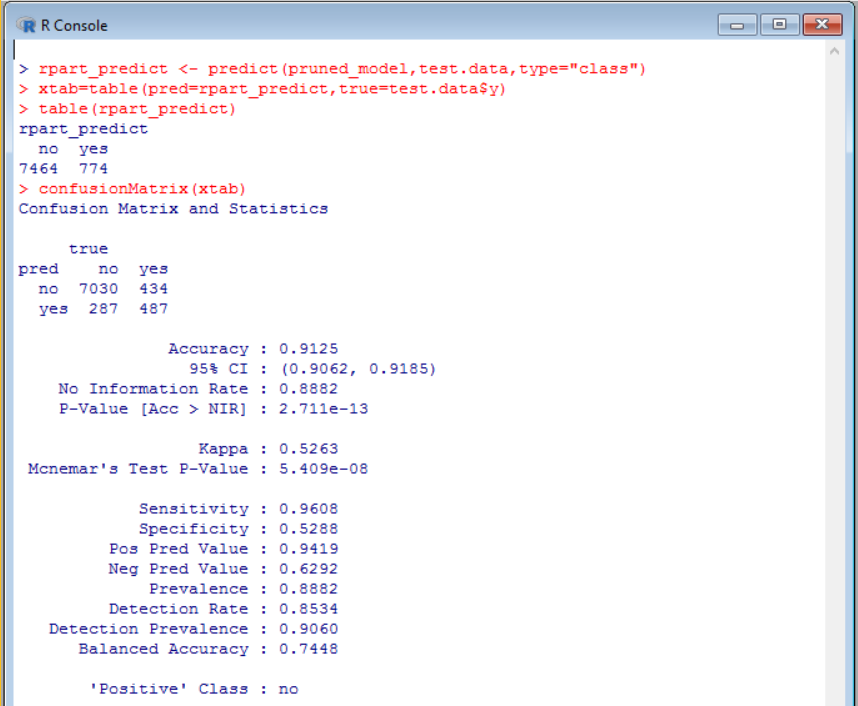 R Console
> rpart_predict <- predict(pruned_model,test.data,type="class")
> xtab=table(pred=rpart_predict,true=test.data$y)
> table(rpart_predict)
rpart_predict
  no  yes
7464  774
> confusionMatrix(xtab)
Confusion Matrix and Statistics
     true
pred    no  yes
  no  7030  434
  yes  287  487
Accuracy : 0.9125
95% CI : (0.9062, 0.9185)
No Information Rate : 0.8882
P-Value [Acc > NIR] : 2.711e-13
Kappa : 0.5263
Mcnemar's Test P-Value : 5.409e-08
Sensitivity : 0.9608
Specificity : 0.5288
Pos Pred Value : 0.9419
Neg Pred Value : 0.6292
Prevalence : 0.8882
Detection Rate : 0.8534
Detection Prevalence : 0.9060
Balanced Accuracy : 0.7448
'Positive' Class : no